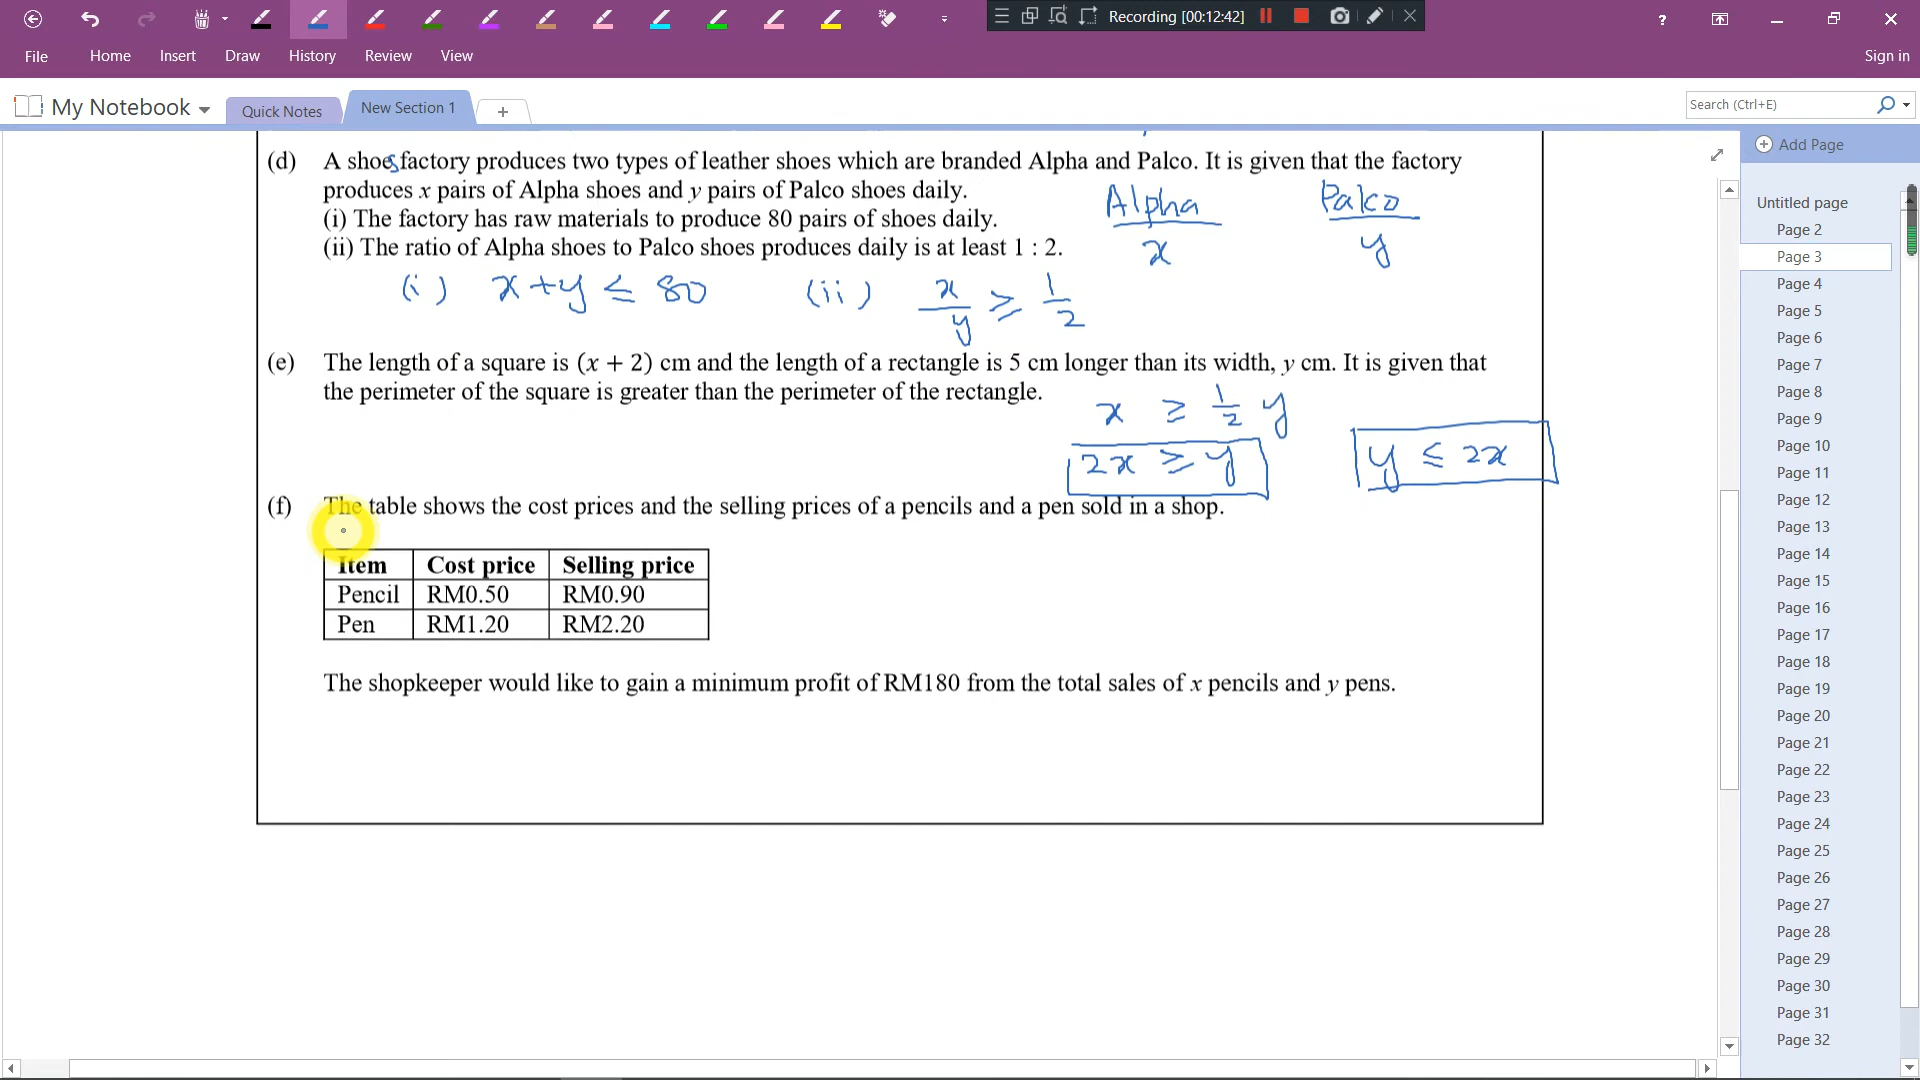 Recording [00:12:42]
?
File
Home
Insert
Draw
History
Review
View
Sign in
My Notebook
Quick Notes
New Section 1
+
Search (Ctrl+E)
(d) A shoes factory produces two types of leather shoes which are branded Alpha and Palco. It is given that the factory
produces x pairs of Alpha shoes and y pairs of Palco shoes daily.
(i) The factory has raw materials to produce 80 pairs of shoes daily.
(ii) The ratio of Alpha shoes to Palco shoes produces daily is at least 1 : 2.
Alpha Palco
x y
(i) x + y ≤ 80 (ii) x/y ≥ 1/2
(e) The length of a square is (x + 2) cm and the length of a rectangle is 5 cm longer than its width, y cm. It is given that
the perimeter of the square is greater than the perimeter of the rectangle.
x ≥ 1/2 y
2x ≥ y y ≤ 2x
(f) The table shows the cost prices and the selling prices of a pencils and a pen sold in a shop.
Item Cost price Selling price
Pencil RM0.50 RM0.90
Pen RM1.20 RM2.20
The shopkeeper would like to gain a minimum profit of RM180 from the total sales of x pencils and y pens.
Add Page
Untitled page
Page 2
Page 3
Page 4
Page 5
Page 6
Page 7
Page 8
Page 9
Page 10
Page 11
Page 12
Page 13
Page 14
Page 15
Page 16
Page 17
Page 18
Page 19
Page 20
Page 21
Page 22
Page 23
Page 24
Page 25
Page 26
Page 27
Page 28
Page 29
Page 30
Page 31
Page 32